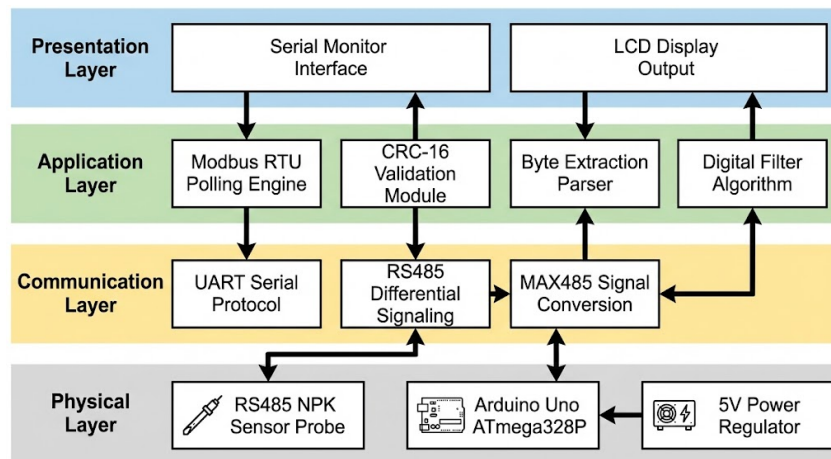 Presentation
Layer
Serial Monitor
Interface
LCD Display
Output
Application
Layer
Modbus RTU
Polling Engine
CRC-16
Validation
Module
Byte Extraction
Parser
Digital Filter
Algorithm
Communication
Layer
UART Serial
Protocol
RS485
Differential
Signaling
MAX485 Signal
Conversion
Physical
Layer
RS485 NPK
Sensor Probe
Arduino Uno
ATmega328P
5V Power
Regulator